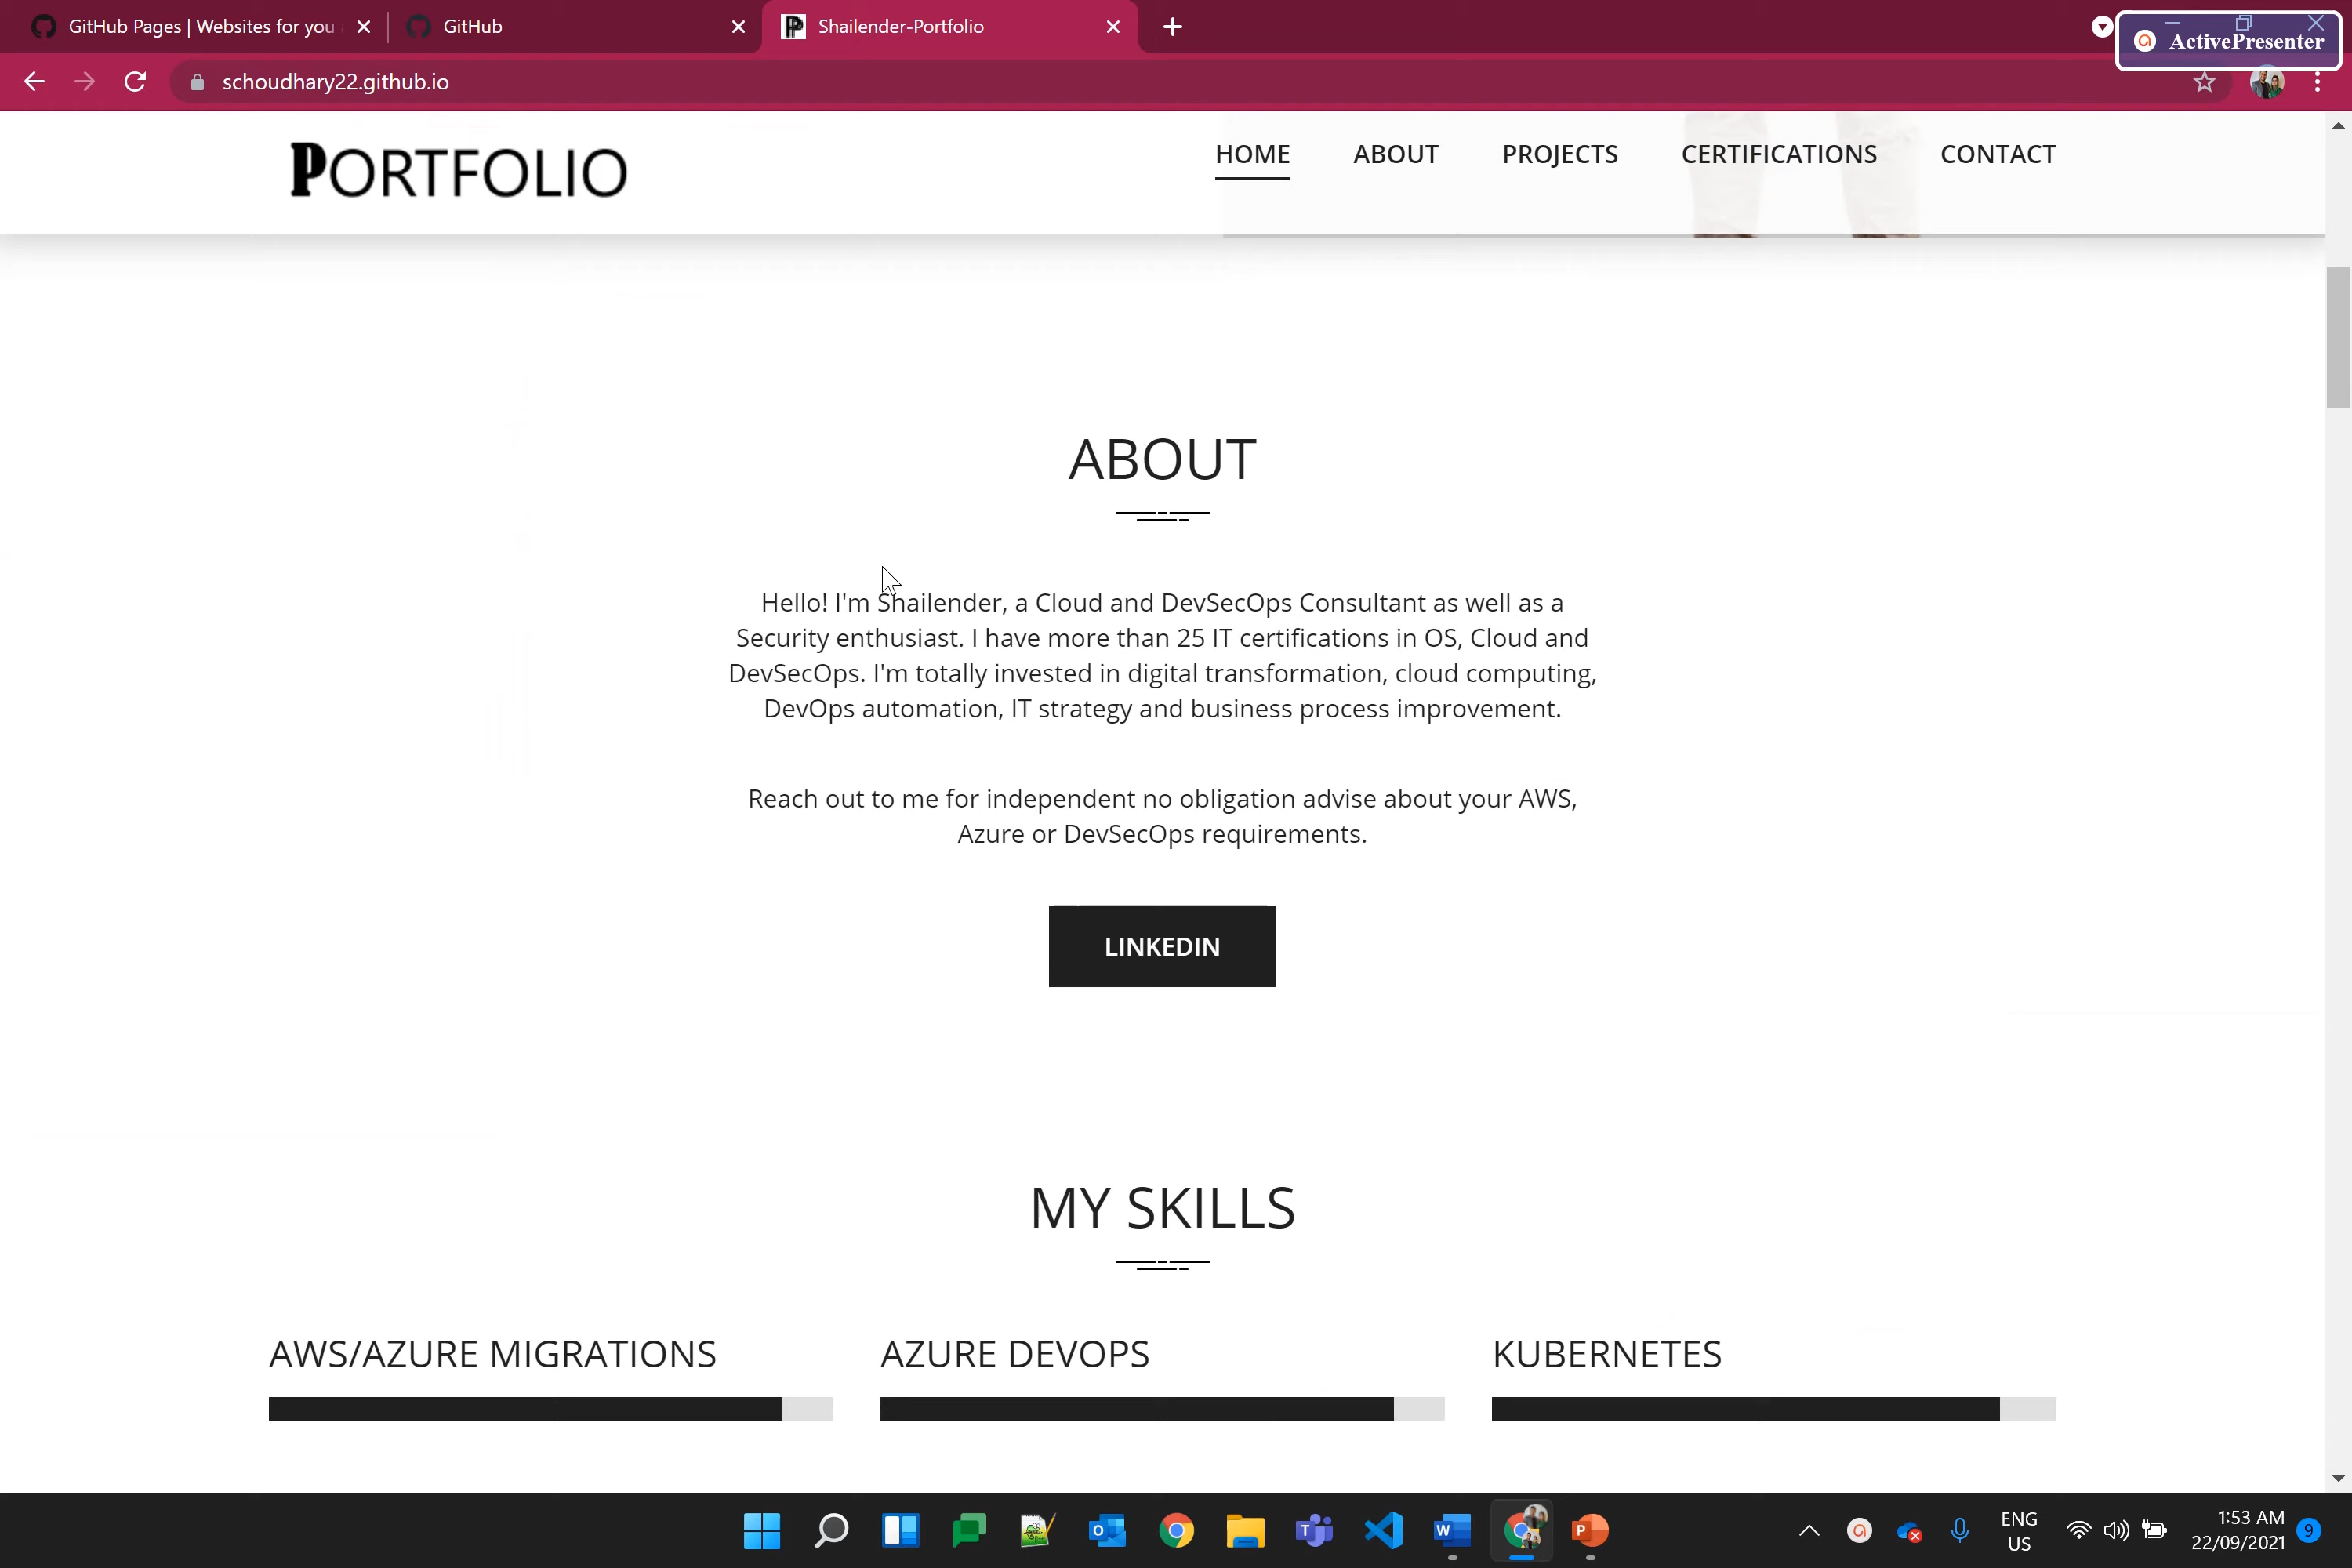 GitHub Pages | Websites for you
GitHub
Shailender-Portfolio
ActivePresenter
schoudhary22.github.io
PORTFOLIO
HOME
ABOUT
PROJECTS
CERTIFICATIONS
CONTACT
ABOUT
Hello! I'm Shailender, a Cloud and DevSecOps Consultant as well as a
Security enthusiast. I have more than 25 IT certifications in OS, Cloud and
DevSecOps. I'm totally invested in digital transformation, cloud computing,
DevOps automation, IT strategy and business process improvement.
Reach out to me for independent no obligation advise about your AWS,
Azure or DevSecOps requirements.
LINKEDIN
MY SKILLS
AWS/AZURE MIGRATIONS
AZURE DEVOPS
KUBERNETES
ENG
US
1:53 AM
22/09/2021
9